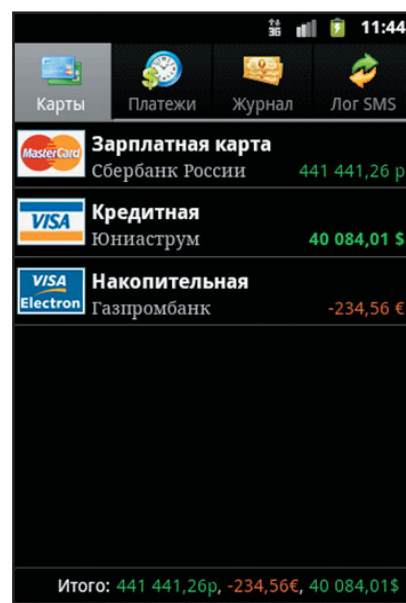 3G 11:44
Карты Платежи Журнал Лог SMS
MasterCard Зарплатная карта
Сбербанк России 441 441,26 р
VISA Кредитная
Юниаструм 40 084,01 $
VISA Electron Накопительная
Газпромбанк -234,56 €
Итого: 441 441,26р, -234,56€, 40 084,01$